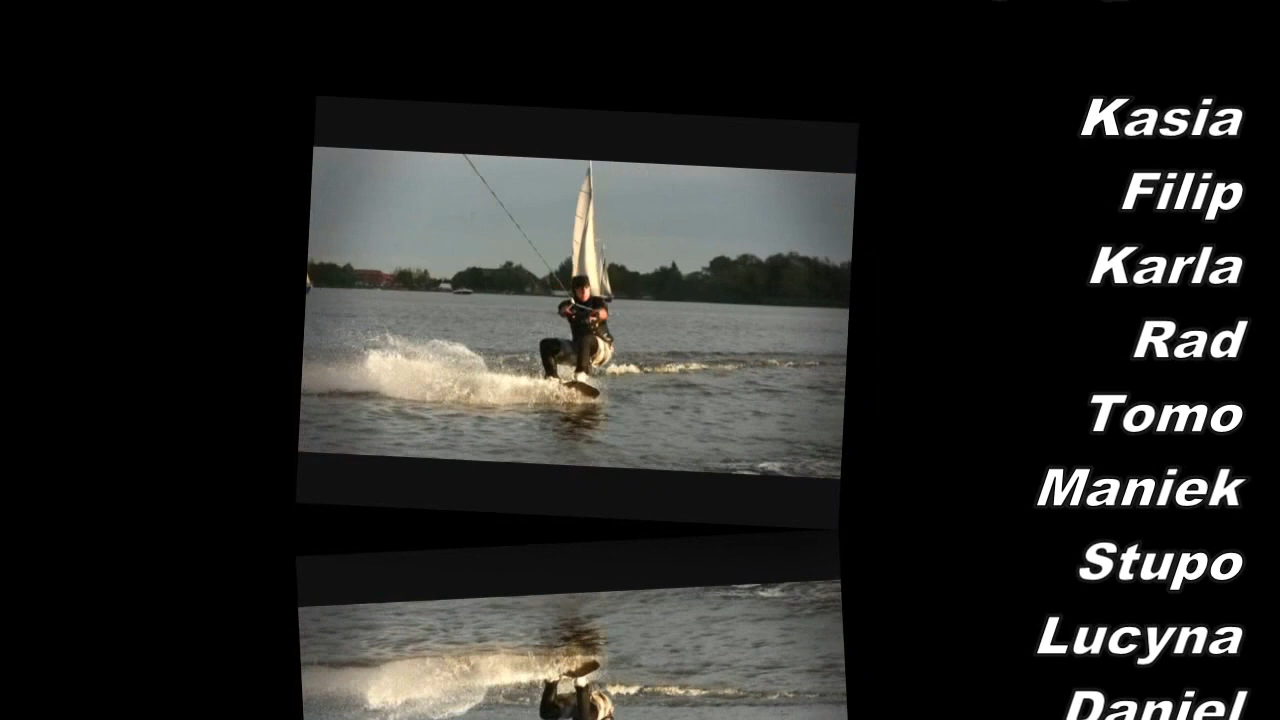 Kasia
Filip
Karla
Rad
Tomo
Maniek
Stupo
Lucyna
Daniel